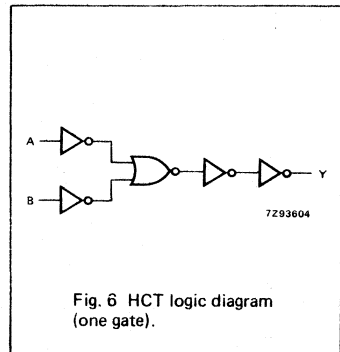 A
B
Y
7Z93604
Fig. 6 HCT logic diagram
(one gate).